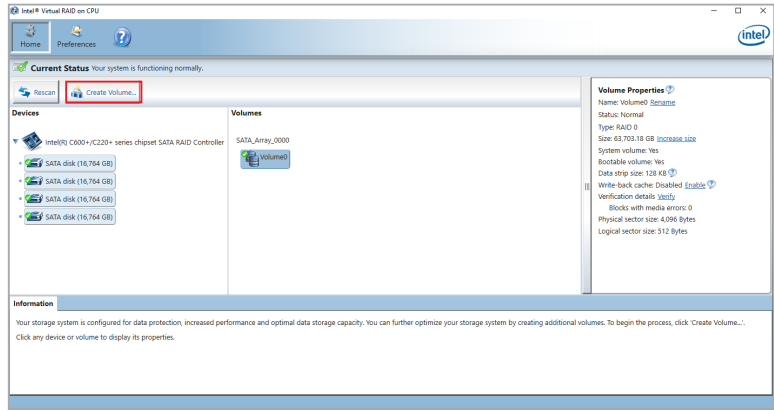 Intel® Virtual RAID on CPU
Home
Preferences
intel
Current Status Your system is functioning normally.
Rescan
Create Volume...
Devices
Intel(R) C600+/C220+ series chipset SATA RAID Controller
SATA disk (16,764 GB)
SATA disk (16,764 GB)
SATA disk (16,764 GB)
SATA disk (16,764 GB)
Volumes
SATA_Array_0000
Volume0
Volume Properties
Name: Volume0 Rename
Status: Normal
Type: RAID 0
Size: 63,703.18 GB Increase size
System volume: Yes
Bootable volume: Yes
Data strip size: 128 KB
Write-back cache: Disabled Enable
Verification details Verify
Blocks with media errors: 0
Physical sector size: 4,096 Bytes
Logical sector size: 512 Bytes
Information
Your storage system is configured for data protection, increased performance and optimal data storage capacity. You can further optimize your storage system by creating additional volumes. To begin the process, click 'Create Volume...'.
Click any device or volume to display its properties.